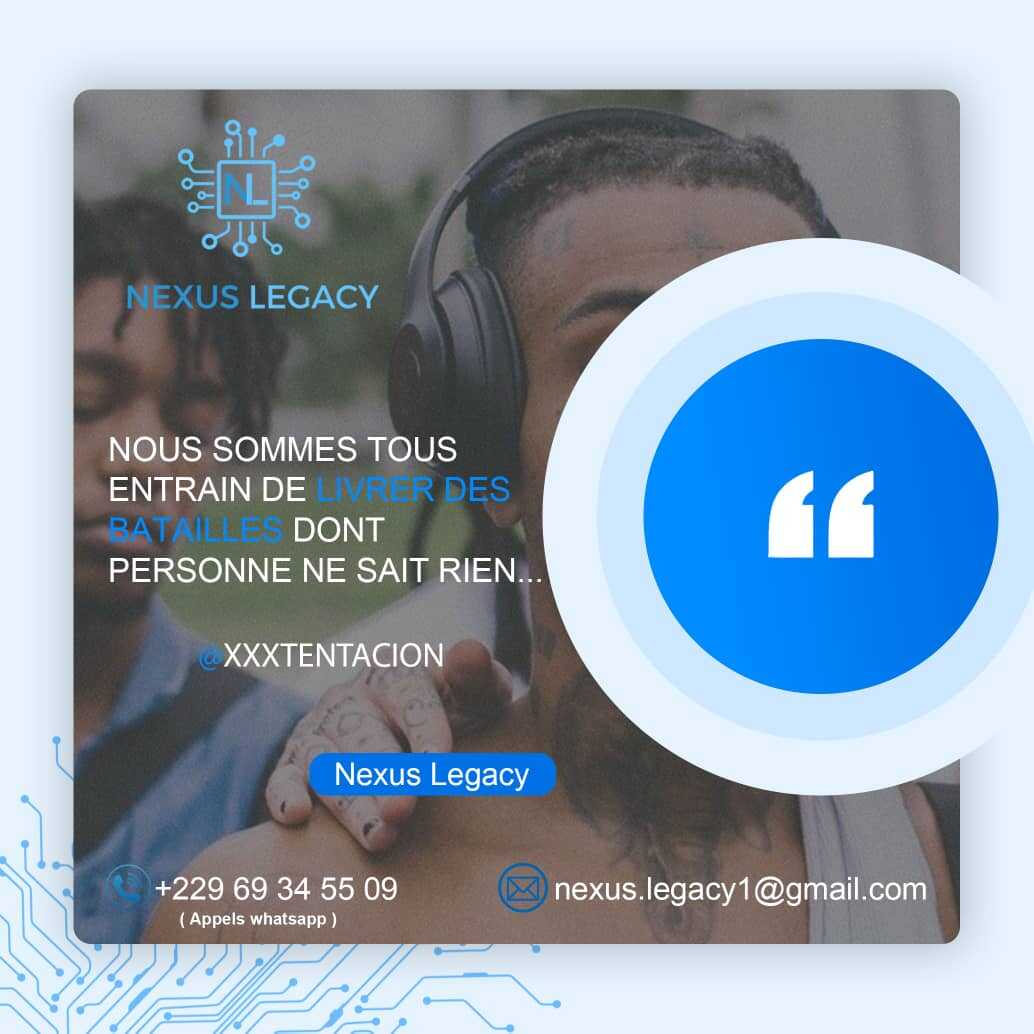 NL
NEXUS LEGACY
NOUS SOMMES TOUS
ENTRAIN DE LIVRER DES
BATAILLES DONT
PERSONNE NE SAIT RIEN...
@XXXTENTACION
“
Nexus Legacy
+229 69 34 55 09
( Appels whatsapp )
nexus.legacy1@gmail.com